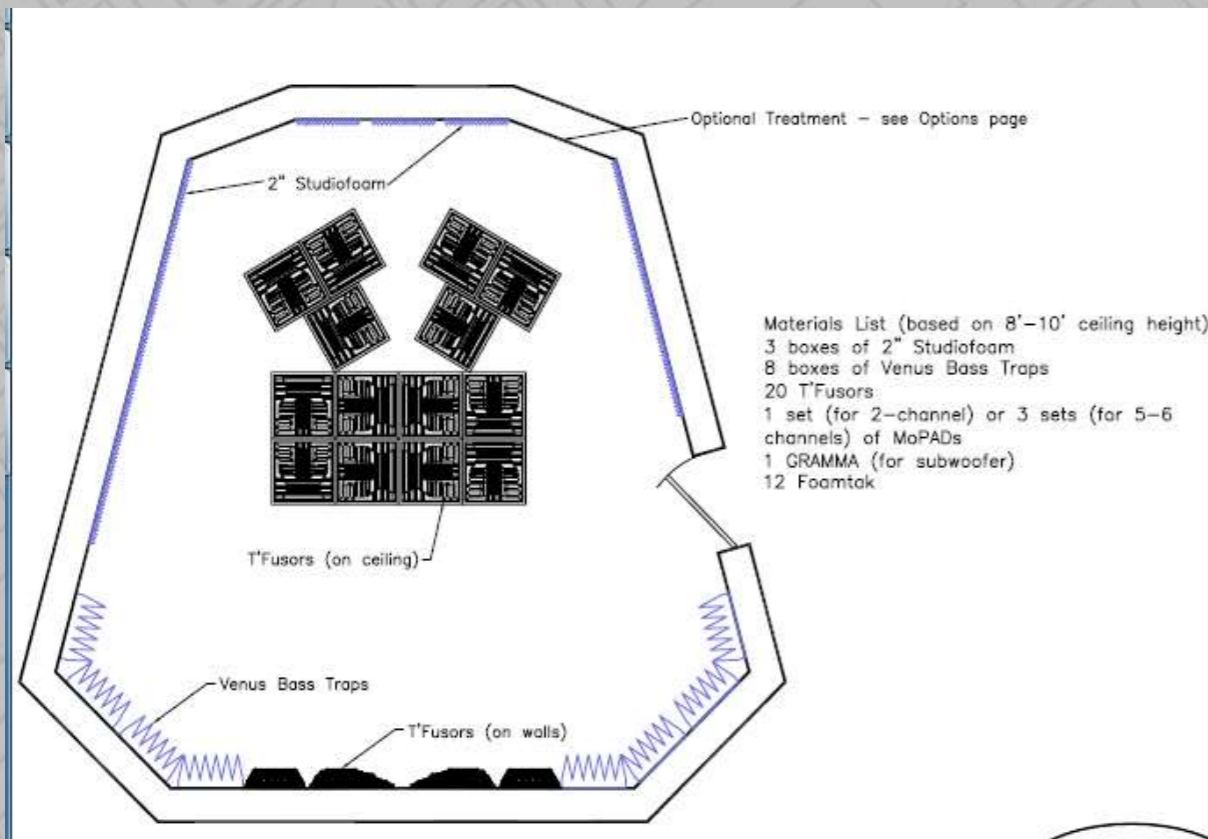 Optional Treatment – see Options page
2" Studiofoam
Materials List (based on 8'–10' ceiling height)
3 boxes of 2" Studiofoam
8 boxes of Venus Bass Traps
20 T'Fusors
1 set (for 2–channel) or 3 sets (for 5–6
channels) of MoPADs
1 GRAMMA (for subwoofer)
12 Foamtak
T'Fusors (on ceiling)
Venus Bass Traps
T'Fusors (on walls)